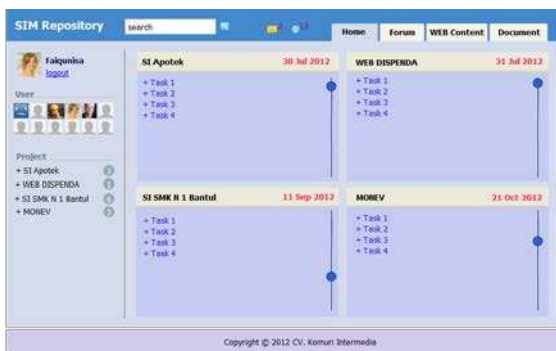 SIM Repository
search
Home
Forum
WEB Content
Document
Faiqunisa
logout
User
Project
+ SI Apotek
+ WEB DISPENDA
+ SI SMK N 1 Bantul
+ MONEV
SI Apotek 30 Jul 2012
+ Task 1
+ Task 2
+ Task 3
+ Task 4
WEB DISPENDA 31 Jul 2012
+ Task 1
+ Task 2
+ Task 3
+ Task 4
SI SMK N 1 Bantul 11 Sep 2012
+ Task 1
+ Task 2
+ Task 3
+ Task 4
MONEV 21 Oct 2012
+ Task 1
+ Task 2
+ Task 3
+ Task 4
Copyright © 2012 CV. Komuri Intermedia